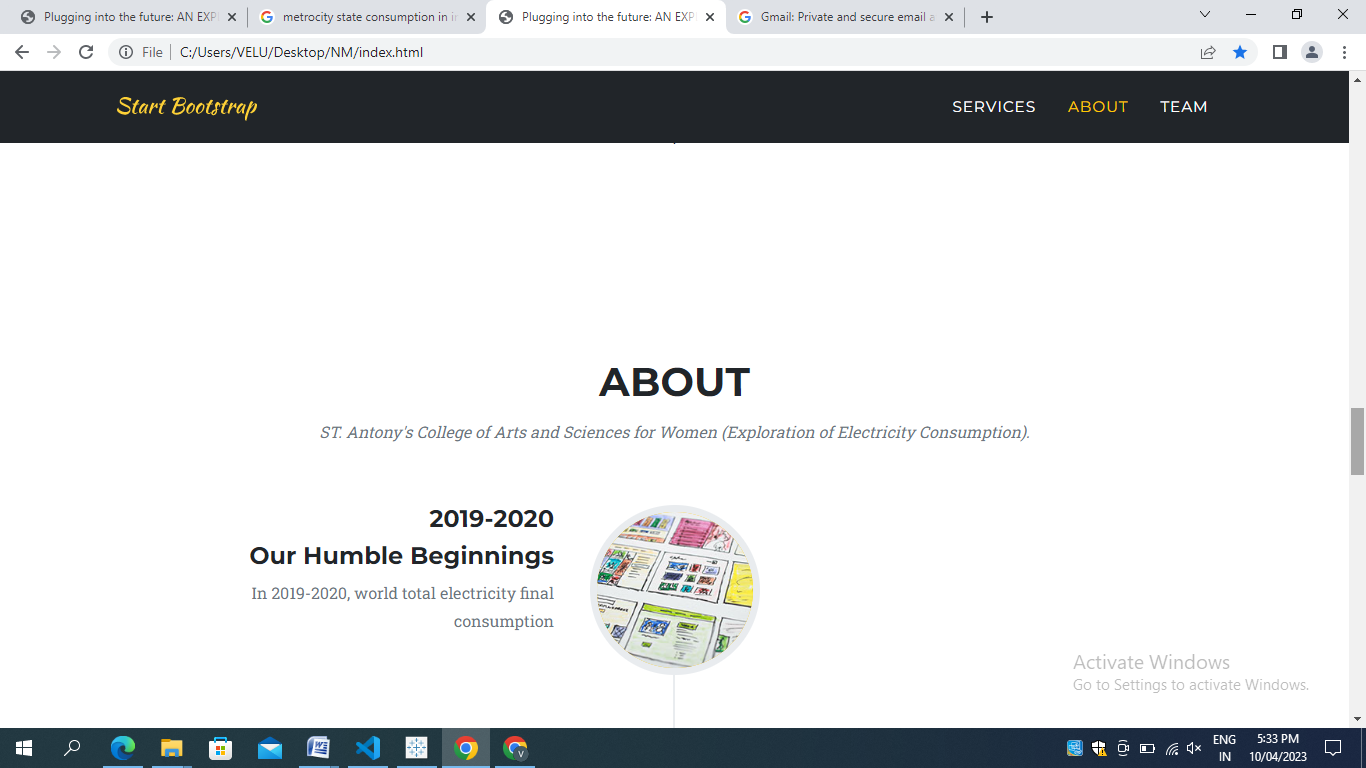 Plugging into the future: AN EXP
metrocity state consumption in in
Plugging into the future: AN EXP
Gmail: Private and secure email a
File
C:/Users/VELU/Desktop/NM/index.html
Start Bootstrap
SERVICES ABOUT TEAM
ABOUT
ST. Antony's College of Arts and Sciences for Women (Exploration of Electricity Consumption).
2019-2020
Our Humble Beginnings
In 2019-2020, world total electricity final
consumption
Activate Windows
Go to Settings to activate Windows.
ENG
IN
5:33 PM
10/04/2023